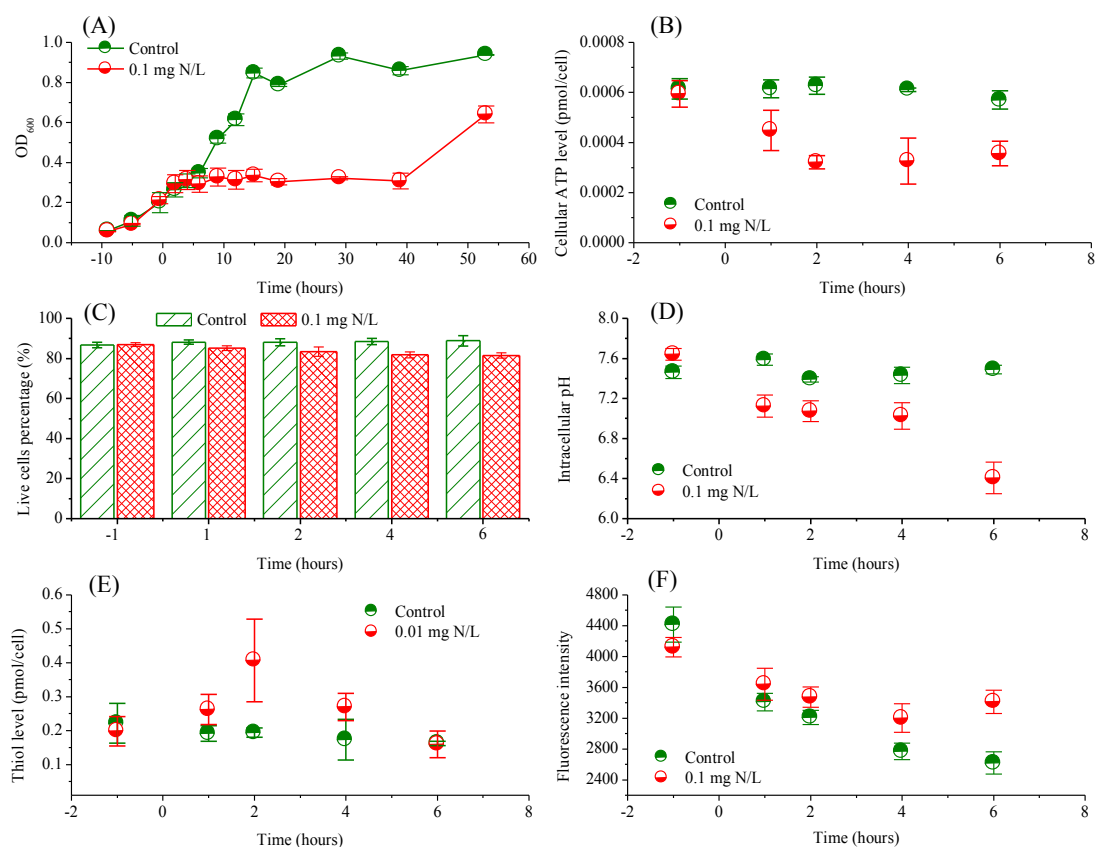 (A)
Control
0.1 mg N/L
1.0
0.8
0.6
0.4
0.2
0.0
OD600
-10 0 10 20 30 40 50 60
Time (hours)
(B)
0.0008
0.0006
0.0004
0.0002
0.0000
Cellular ATP level (pmol/cell)
Control
0.1 mg N/L
-2 0 2 4 6 8
Time (hours)
(C)
Control
0.1 mg N/L
100
80
60
40
20
0
Live cells percentage (%)
-1 1 2 4 6
Time (hours)
(D)
8.0
7.6
7.2
6.8
6.4
6.0
Intracellular pH
Control
0.1 mg N/L
-2 0 2 4 6 8
Time (hours)
(E)
Control
0.01 mg N/L
0.6
0.5
0.4
0.3
0.2
0.1
Thiol level (pmol/cell)
-2 0 2 4 6 8
Time (hours)
(F)
4800
4400
4000
3600
3200
2800
2400
Fluorescence intensity
Control
0.1 mg N/L
-2 0 2 4 6 8
Time (hours)